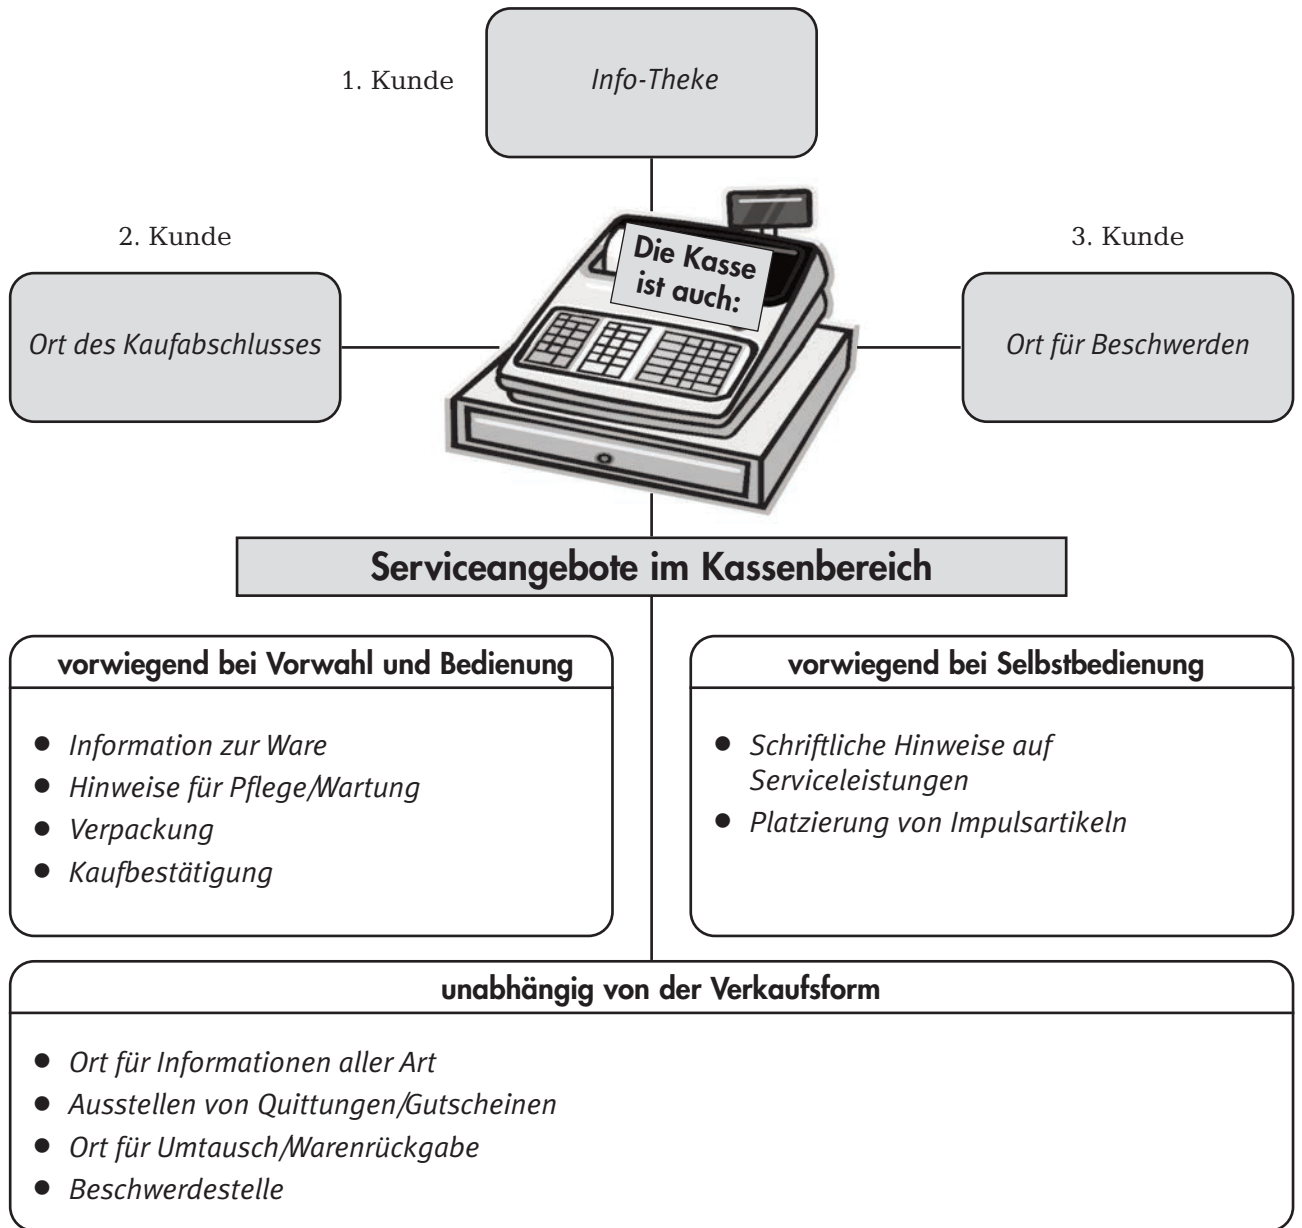 1. Kunde
Info-Theke
2. Kunde
Ort des Kaufabschlusses
Die Kasse
ist auch:
3. Kunde
Ort für Beschwerden
Serviceangebote im Kassenbereich
vorwiegend bei Vorwahl und Bedienung
● Information zur Ware
● Hinweise für Pflege/Wartung
● Verpackung
● Kaufbestätigung
vorwiegend bei Selbstbedienung
● Schriftliche Hinweise auf
Serviceleistungen
● Platzierung von Impulsartikeln
unabhängig von der Verkaufsform
● Ort für Informationen aller Art
● Ausstellen von Quittungen/Gutscheinen
● Ort für Umtausch/Warenrückgabe
● Beschwerdestelle